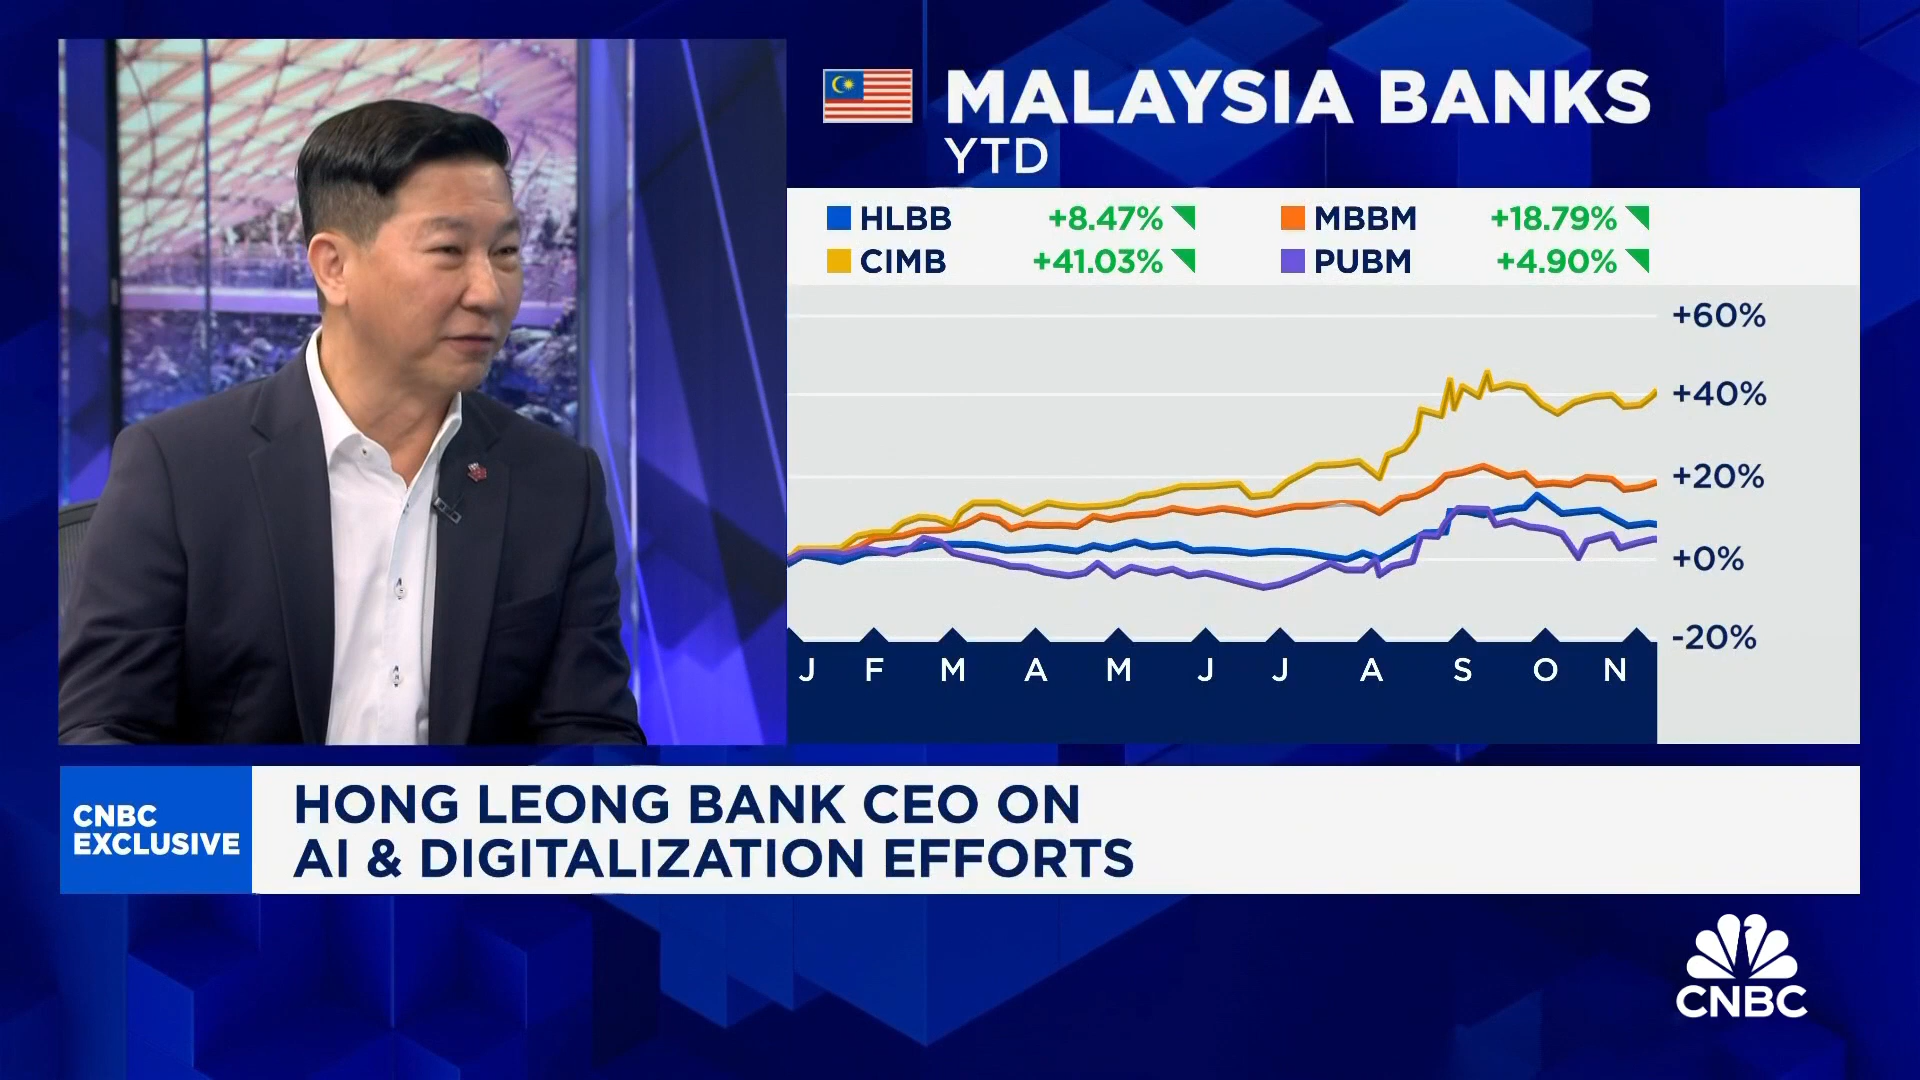 MALAYSIA BANKS
YTD
HLBB +8.47% MBBM +18.79%
CIMB +41.03% PUBM +4.90%
+60%
+40%
+20%
+0%
-20%
J F M A M J J A S O N
CNBC
EXCLUSIVE
HONG LEONG BANK CEO ON
AI & DIGITALIZATION EFFORTS
CNBC